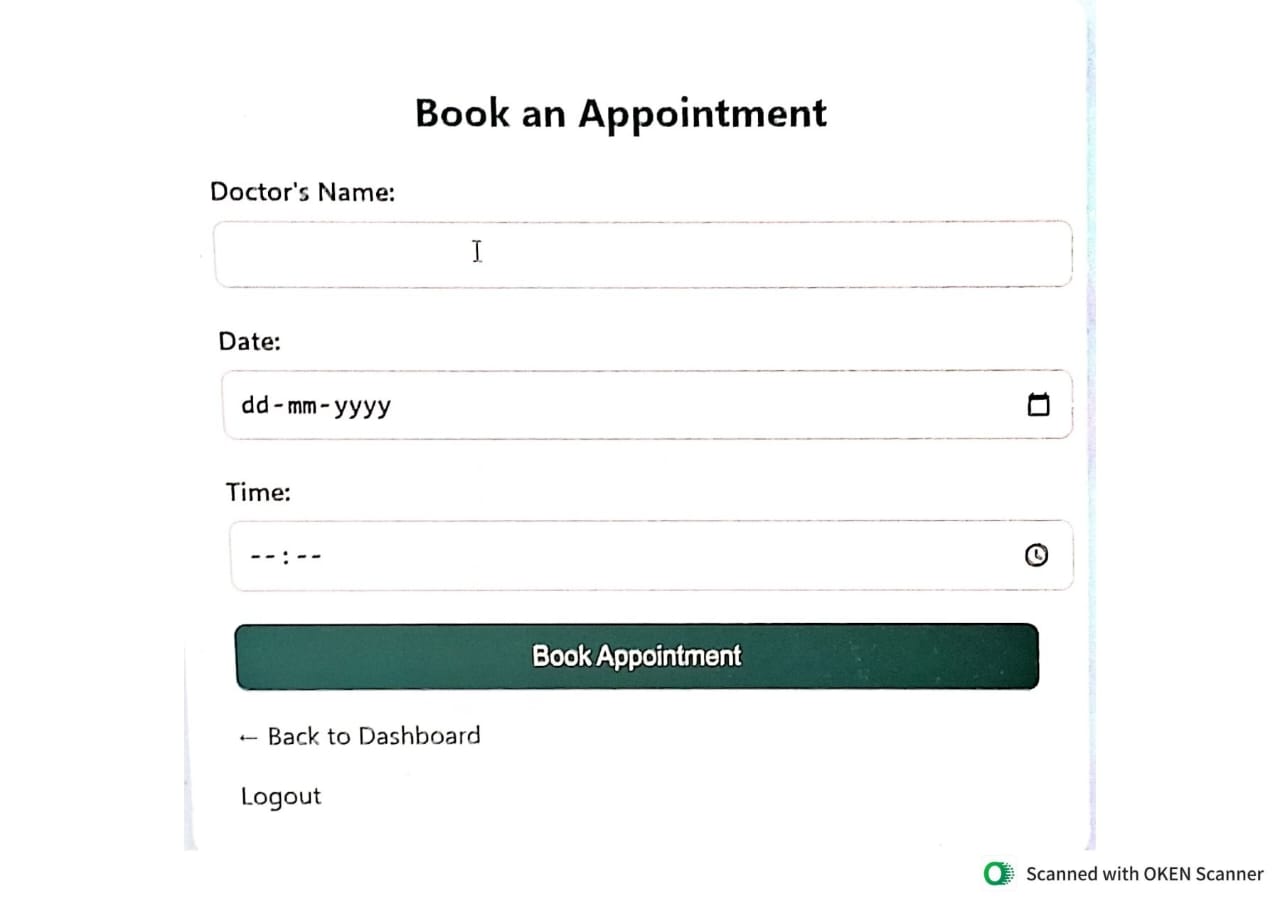 Book an Appointment
Doctor's Name:
Date:
dd-mm-yyyy
Time:
--:--
Book Appointment
← Back to Dashboard
Logout
Scanned with OKEN Scanner